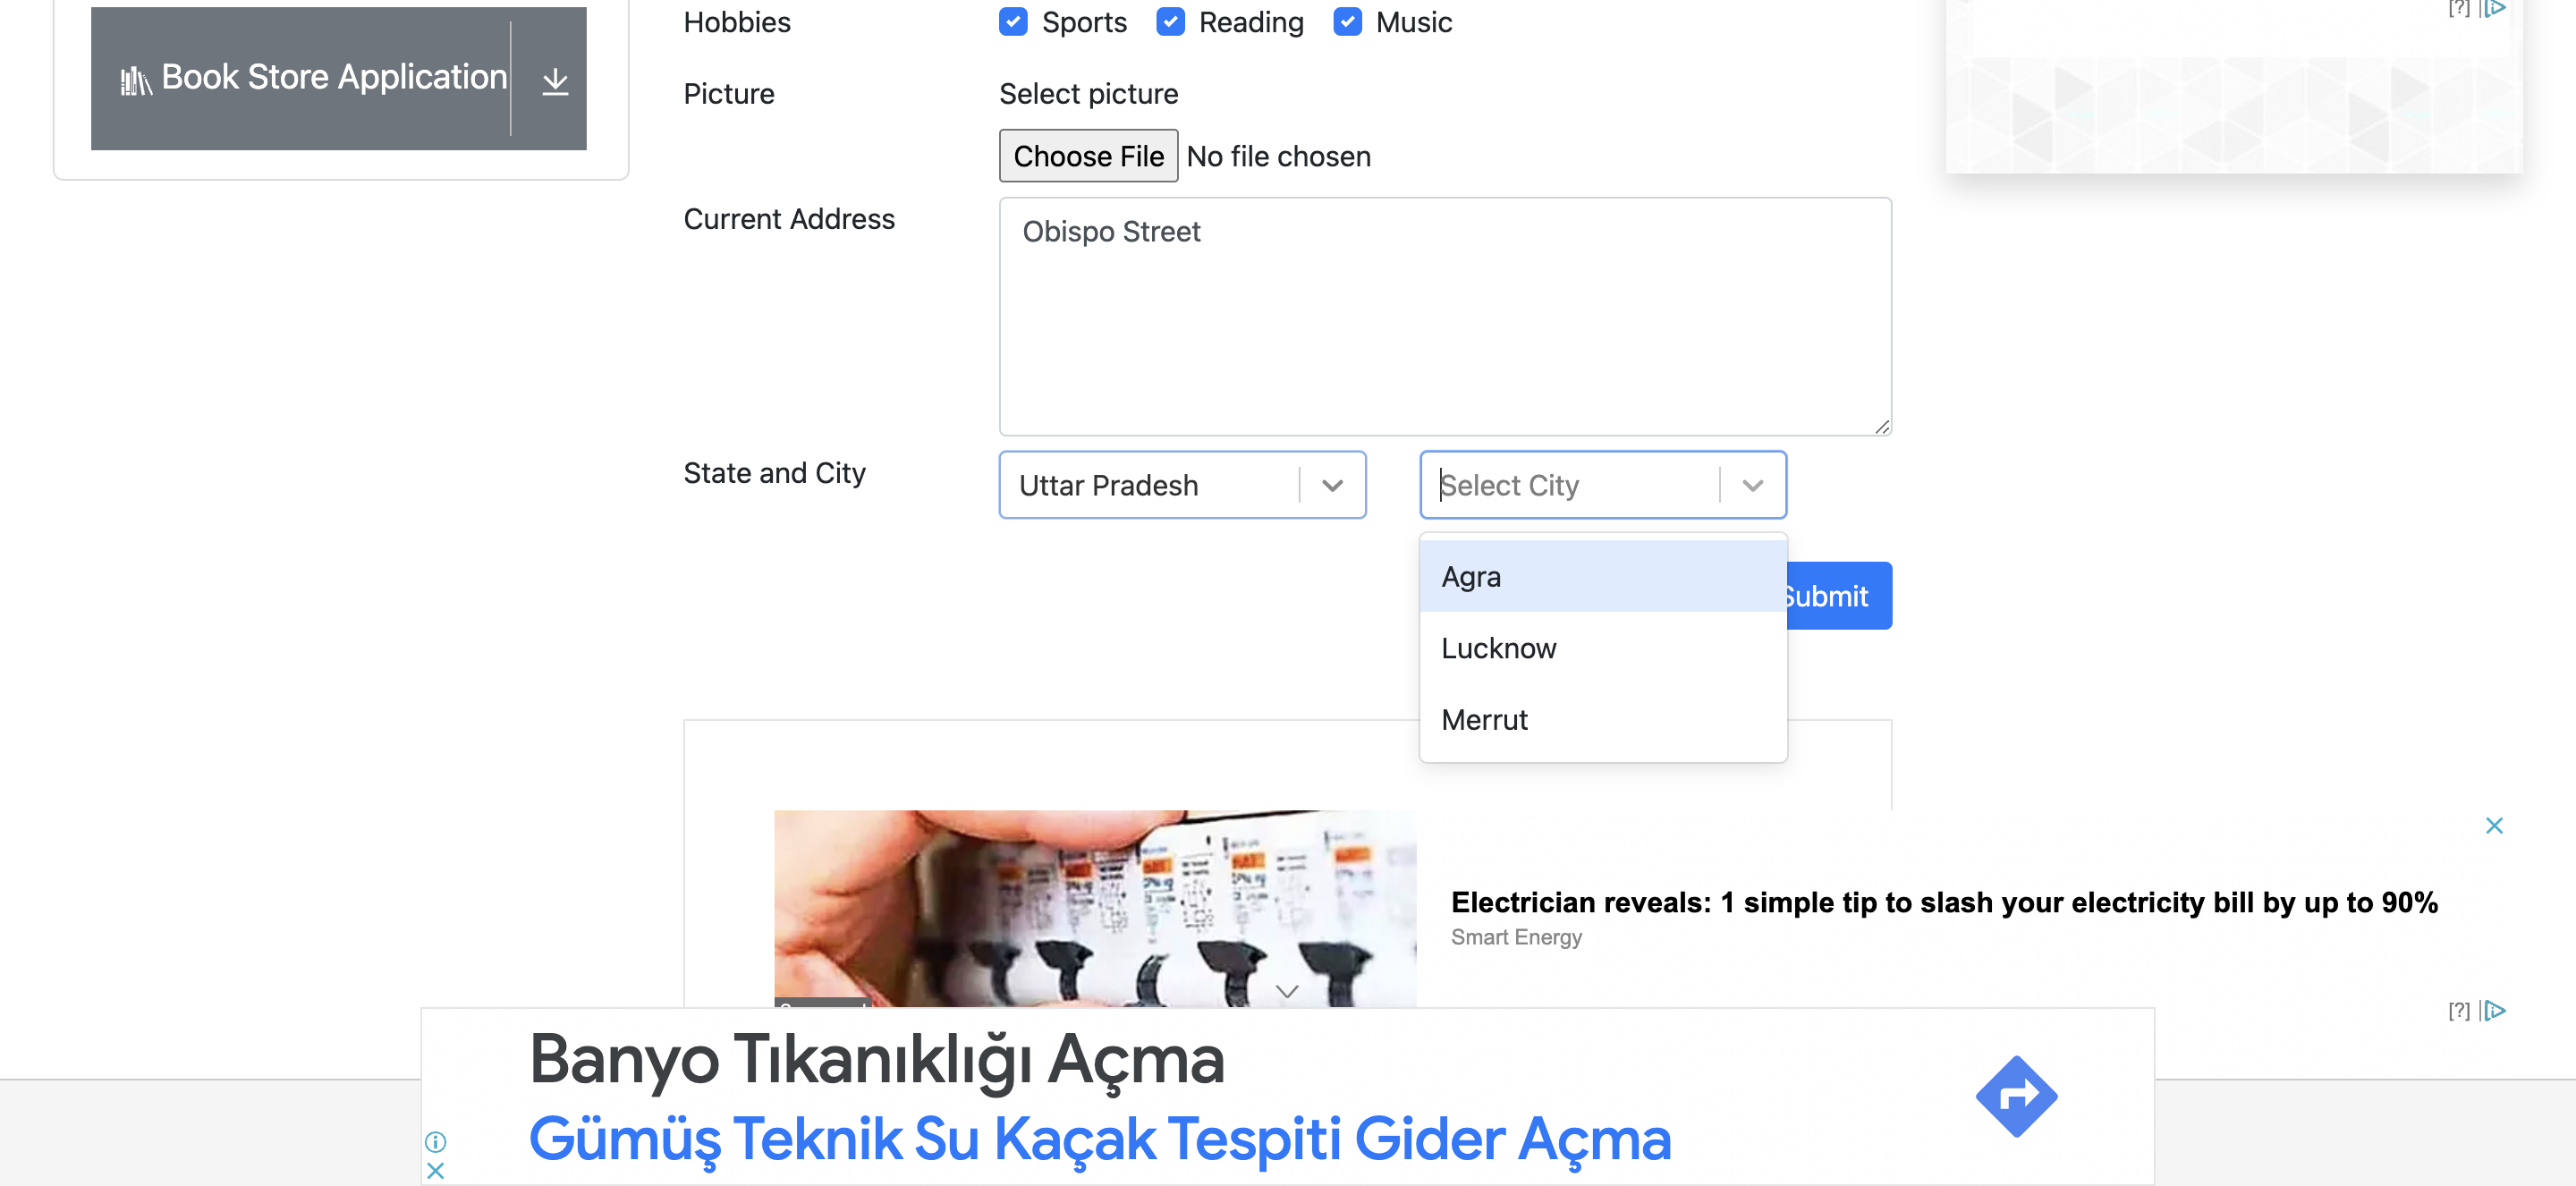 Hobbies
Sports
Reading
Music
[?]
Book Store Application
Picture
Select picture
Choose File No file chosen
Current Address
Obispo Street
State and City
Uttar Pradesh
Select City
Agra
Submit
Lucknow
Merrut
Electrician reveals: 1 simple tip to slash your electricity bill by up to 90%
Smart Energy
[?]
Banyo Tıkanıklığı Açma
Gümüş Teknik Su Kaçak Tespiti Gider Açma